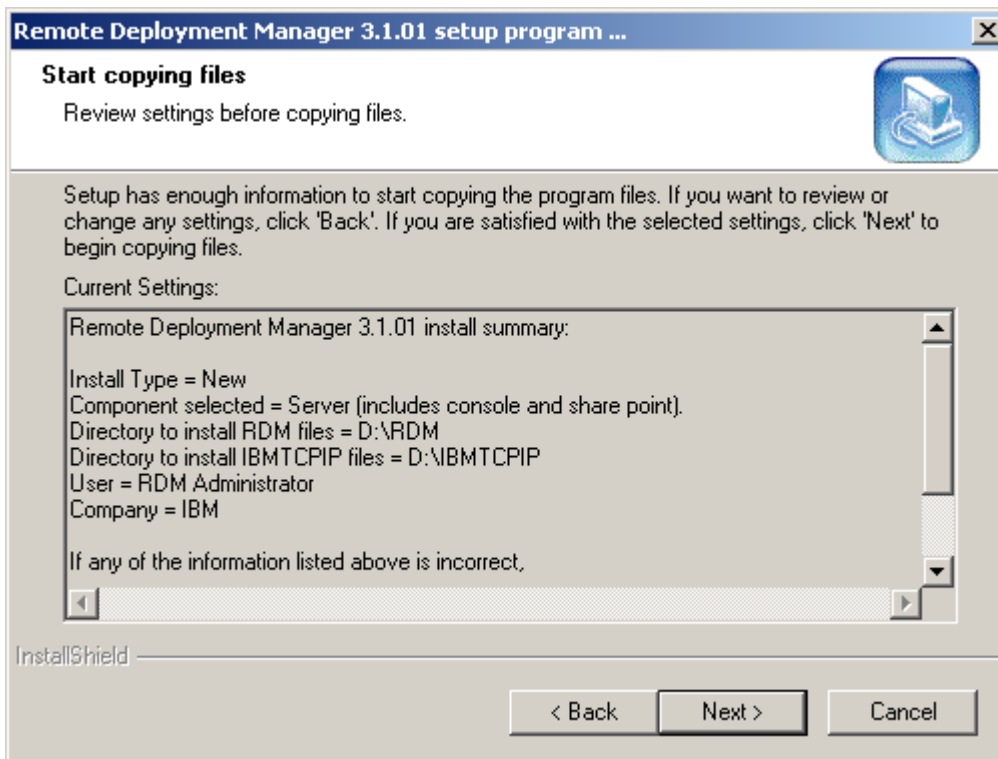 Remote Deployment Manager 3.1.01 setup program ...
Start copying files
Review settings before copying files.
Setup has enough information to start copying the program files. If you want to review or
change any settings, click 'Back'. If you are satisfied with the selected settings, click 'Next' to
begin copying files.
Current Settings:
Remote Deployment Manager 3.1.01 install summary:
Install Type = New
Component selected = Server (includes console and share point).
Directory to install RDM files = D:\RDM
Directory to install IBMTCPIP files = D:\IBMTCPIP
User = RDM Administrator
Company = IBM
If any of the information listed above is incorrect,
InstallShield
< Back Next > Cancel